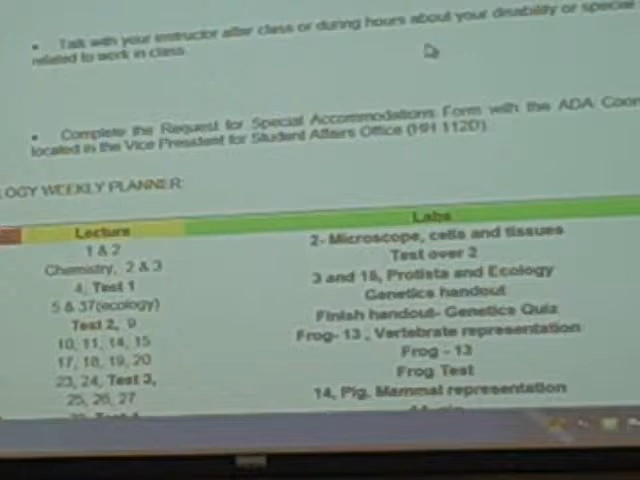 • Talk with your instructor after class or during hours about your disability or special
related to work in class
• Complete the Request for Special Accommodations Form with the ADA Coor
located in the Vice President for Student Affairs Office (HH 112D)
LOGY WEEKLY PLANNER:
Lecture Labs
1 & 2 2- Microscope, cells and tissues
Chemistry, 2 & 3 Test over 2
4, Test 1 3 and 18, Protista and Ecology
5 & 37(ecology) Genetics handout
Test 2, 9 Finish handout- Genetics Quiz
10, 11, 14, 15 Frog- 13 , Vertebrate representation
17, 18, 19, 20 Frog - 13
23, 24, Test 3, Frog Test
25, 26, 27 14, Pig. Mammal representation